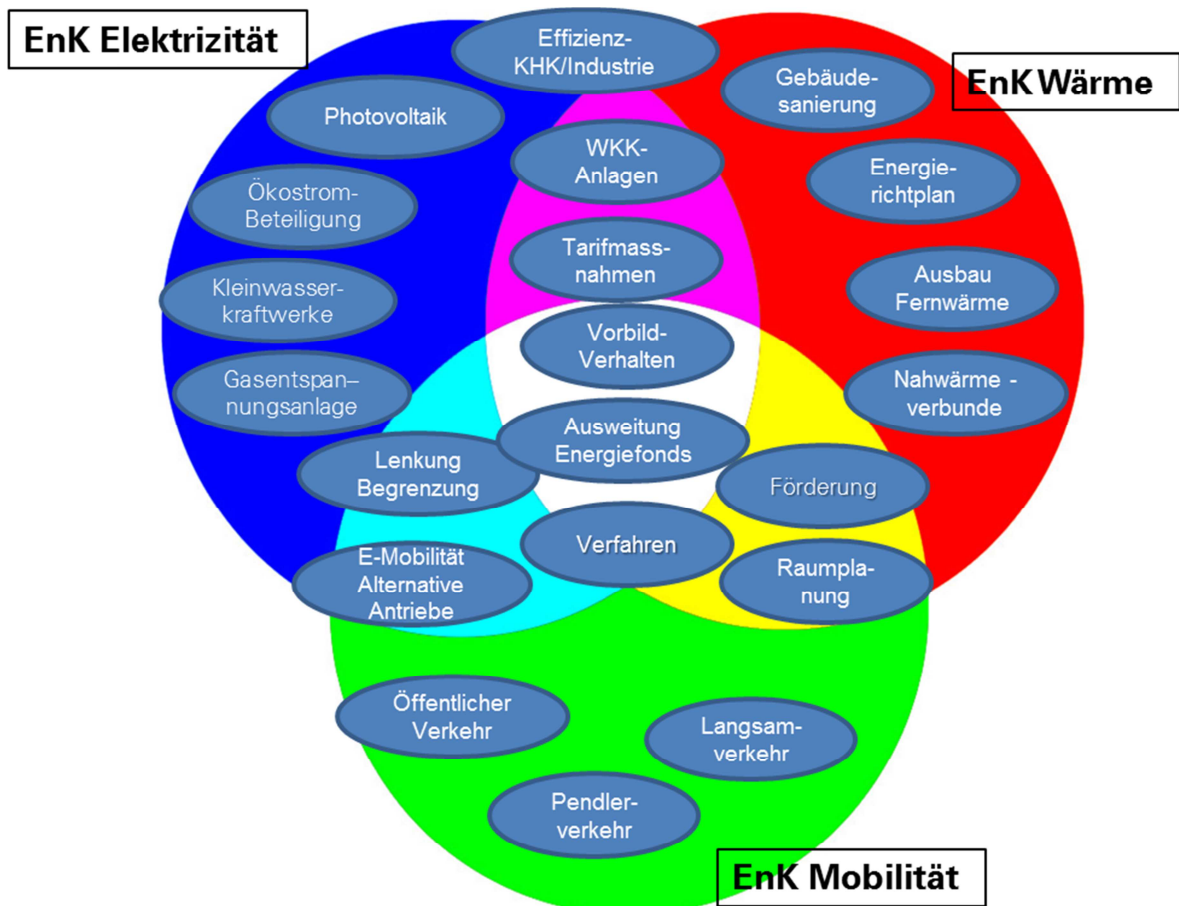 EnK Elektrizität
EnK Wärme
Effizienz-
KHK/Industrie
Gebäude-
sanierung
Photovoltaik
WKK-
Anlagen
Energie-
richtplan
Ökostrom-
Beteiligung
Tarifmass-
nahmen
Ausbau
Fernwärme
Kleinwasser-
kraftwerke
Vorbild-
Verhalten
Gasentspan–
nungsanlage
Nahwärme -
verbunde
Ausweitung
Energiefonds
Lenkung
Begrenzung
Förderung
Verfahren
E-Mobilität
Alternative
Antriebe
Raumpla-
nung
Öffentlicher
Verkehr
Langsam-
verkehr
Pendler-
verkehr
EnK Mobilität